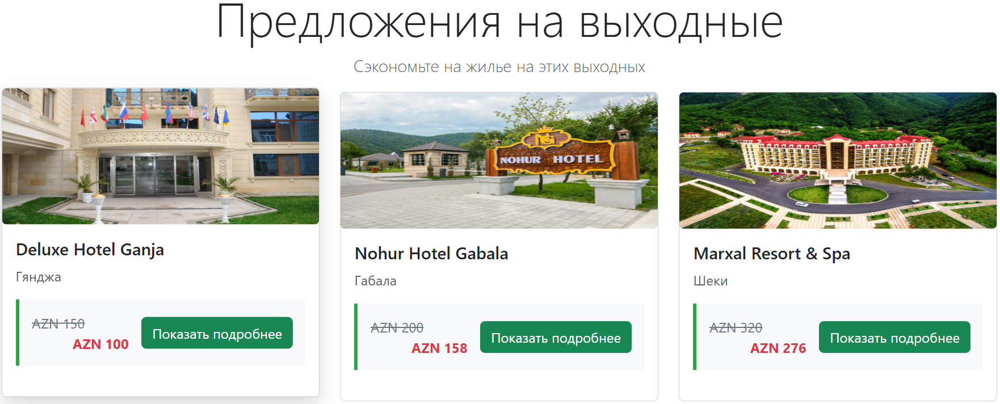 Предложения на выходные
Сэкономьте на жилье на этих выходных
NG
NOHUR HOTEL
Deluxe Hotel Ganja
Гянджа
AZN 150
AZN 100
Показать подробнее
Nohur Hotel Gabala
Габала
AZN 200
AZN 158
Показать подробнее
Marxal Resort & Spa
Шеки
AZN 320
AZN 276
Показать подробнее